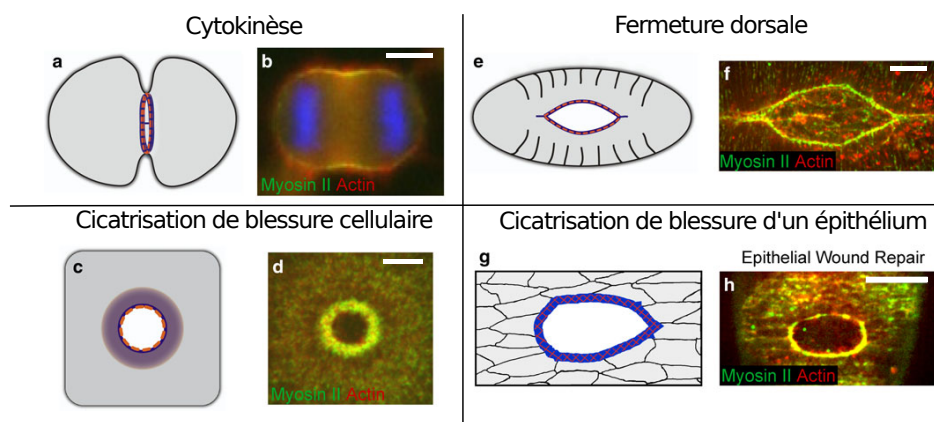 Cytokinèse
a
b
Myosin II Actin
Fermeture dorsale
e
f
Myosin II Actin
Cicatrisation de blessure cellulaire
c
d
Myosin II Actin
Cicatrisation de blessure d'un épithélium
g
Epithelial Wound Repair
h
Myosin II Actin